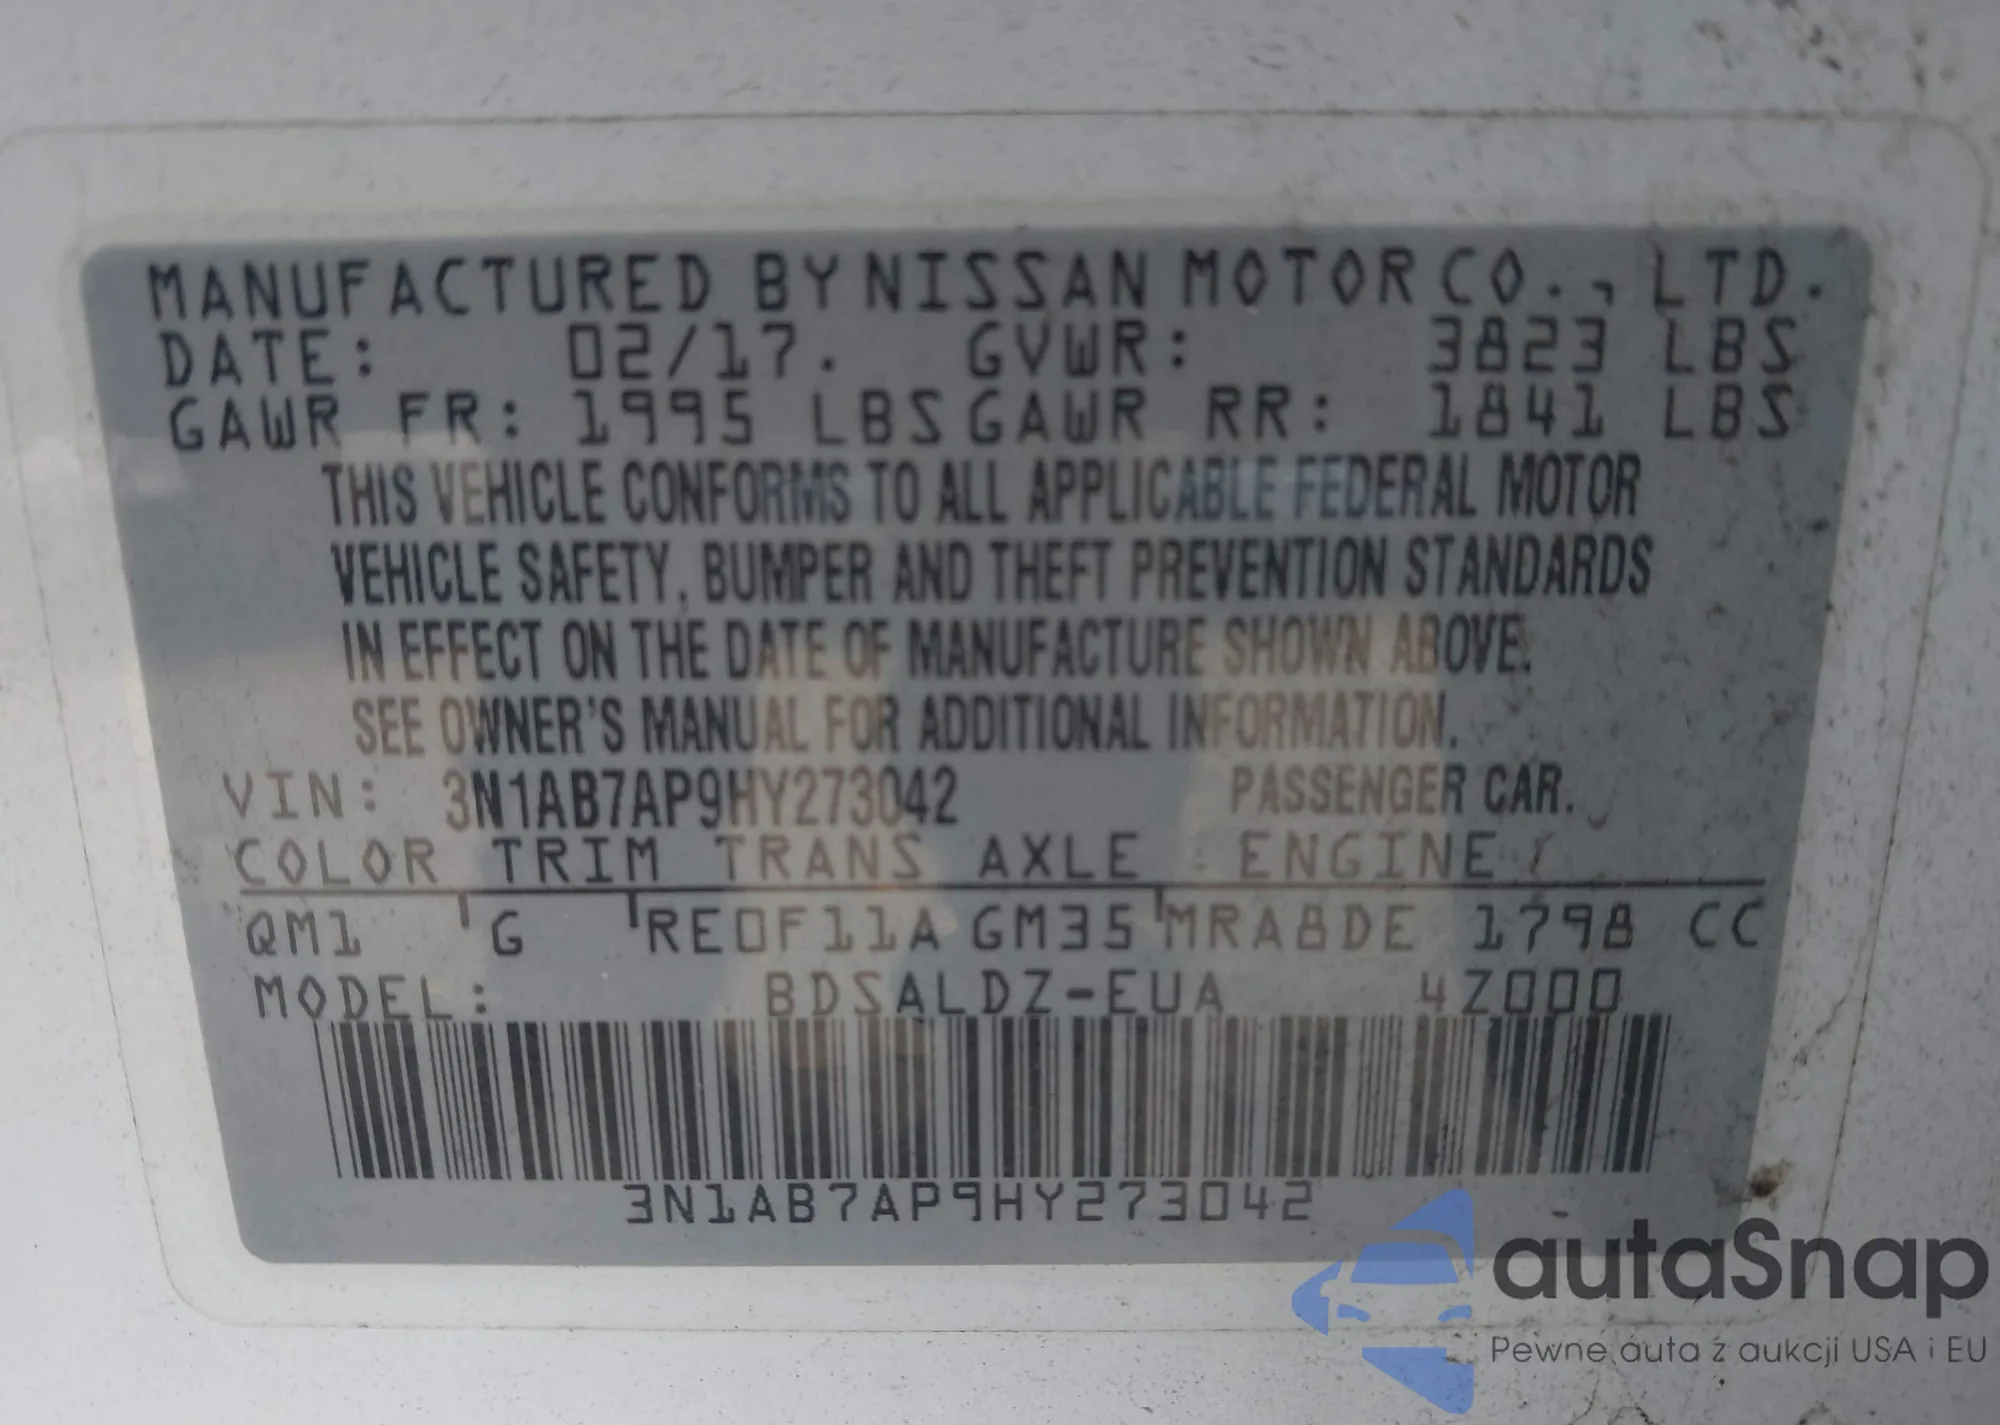 MANUFACTURED BY NISSAN MOTOR CO., LTD.
DATE: 02/17. GVWR: 3823 LBS
GAWR FR: 1995 LBS GAWR RR: 1841 LBS
THIS VEHICLE CONFORMS TO ALL APPLICABLE FEDERAL MOTOR
VEHICLE SAFETY, BUMPER AND THEFT PREVENTION STANDARDS
IN EFFECT ON THE DATE OF MANUFACTURE SHOWN ABOVE.
SEE OWNER'S MANUAL FOR ADDITIONAL INFORMATION.
VIN: 3N1AB7AP9HY273042 PASSENGER CAR.
COLOR TRIM TRANS AXLE ENGINE
QM1 G RE0F11A GM35 MRA8DE 1798 CC
MODEL: BDSALDZ-EUA 4Z000
3N1AB7AP9HY273042
autaSnap
Pewne auta z aukcji USA i EU